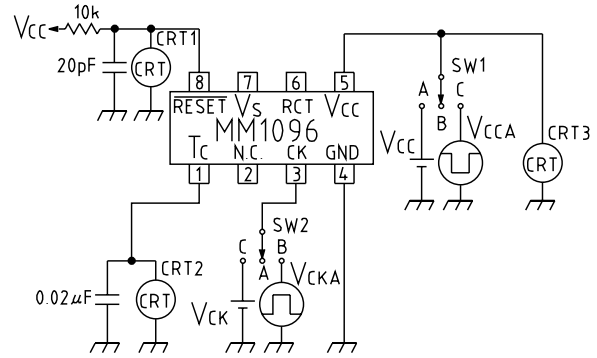 10k
VCC
CRT1
20pF
CRT
8 7 6 5
RESET VS RCT VCC
MM1096
TC N.C. CK GND
1 2 3 4
SW1
A C
B
VCC
VCCA
CRT3
CRT
SW2
C B
A
CRT2
0.02μF
CRT
VCK
VCKA